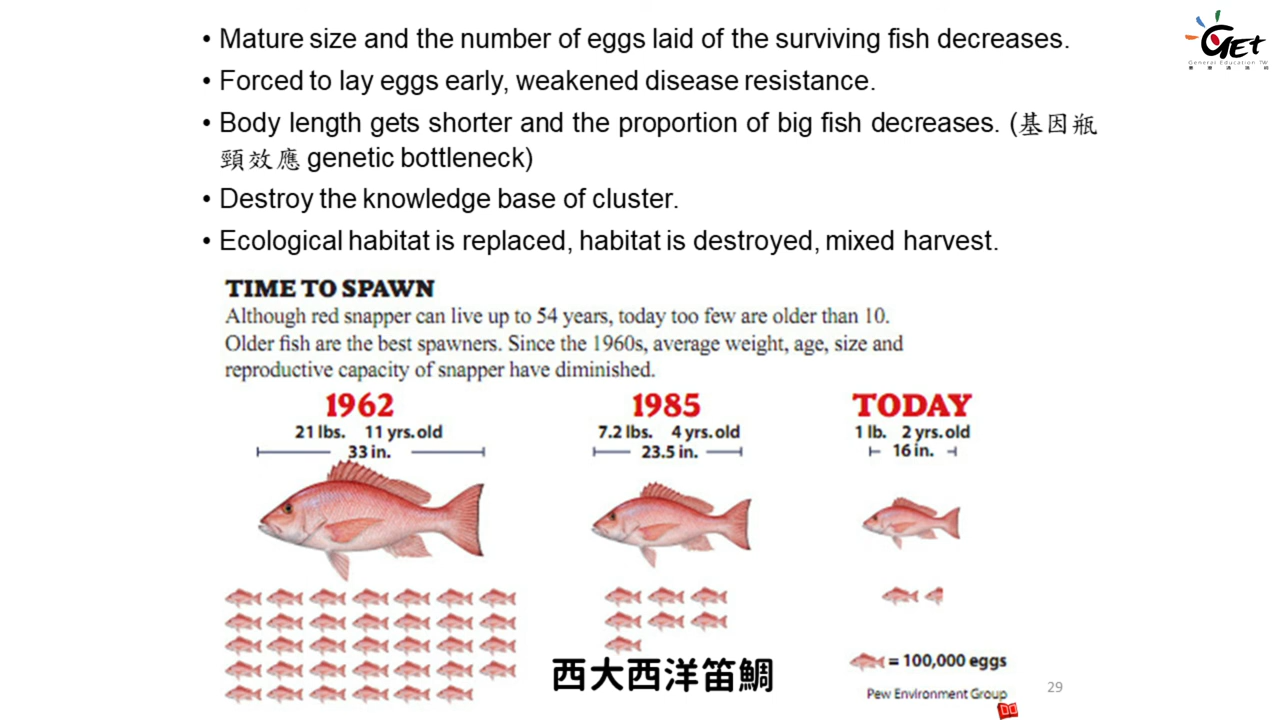 • Mature size and the number of eggs laid of the surviving fish decreases.
• Forced to lay eggs early, weakened disease resistance.
• Body length gets shorter and the proportion of big fish decreases. (基因瓶
頸效應 genetic bottleneck)
• Destroy the knowledge base of cluster.
• Ecological habitat is replaced, habitat is destroyed, mixed harvest.
GET
General Education TW
TIME TO SPAWN
Although red snapper can live up to 54 years, today too few are older than 10.
Older fish are the best spawners. Since the 1960s, average weight, age, size and
reproductive capacity of snapper have diminished.
1962
21 lbs. 11 yrs. old
33 in.
1985
7.2 lbs. 4 yrs. old
23.5 in.
TODAY
1 lb. 2 yrs. old
16 in.
= 100,000 eggs
西大西洋笛鯛
Pew Environment Group
29